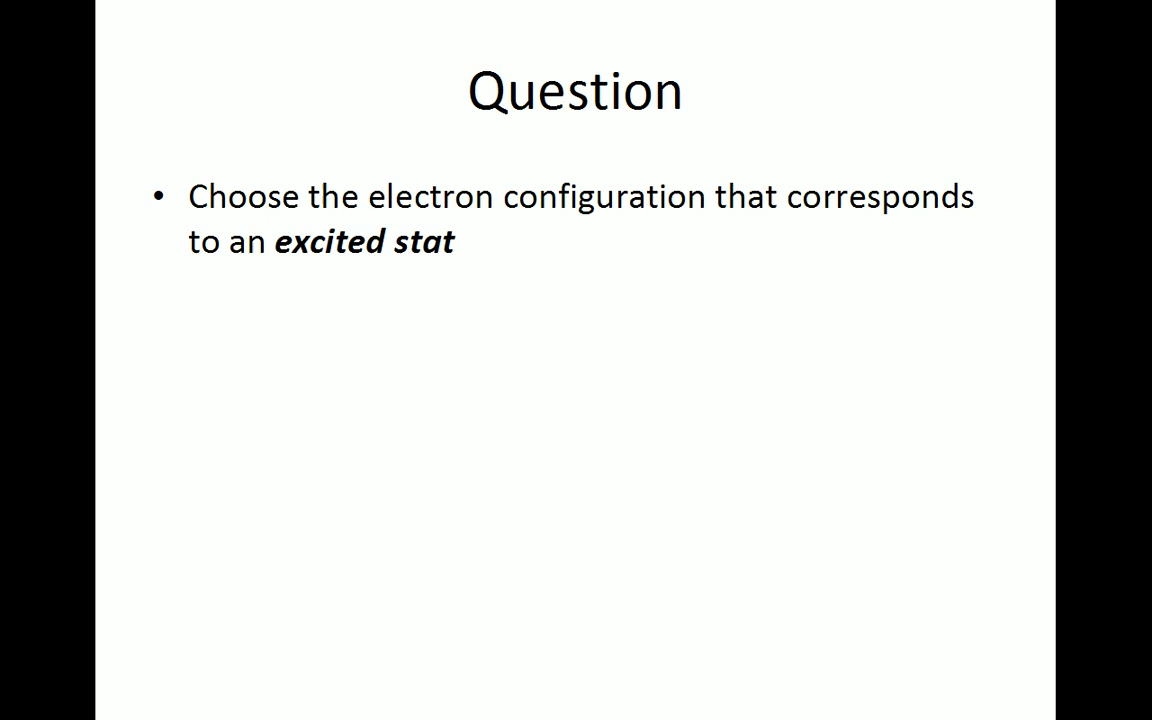 Question
• Choose the electron configuration that corresponds
to an excited stat